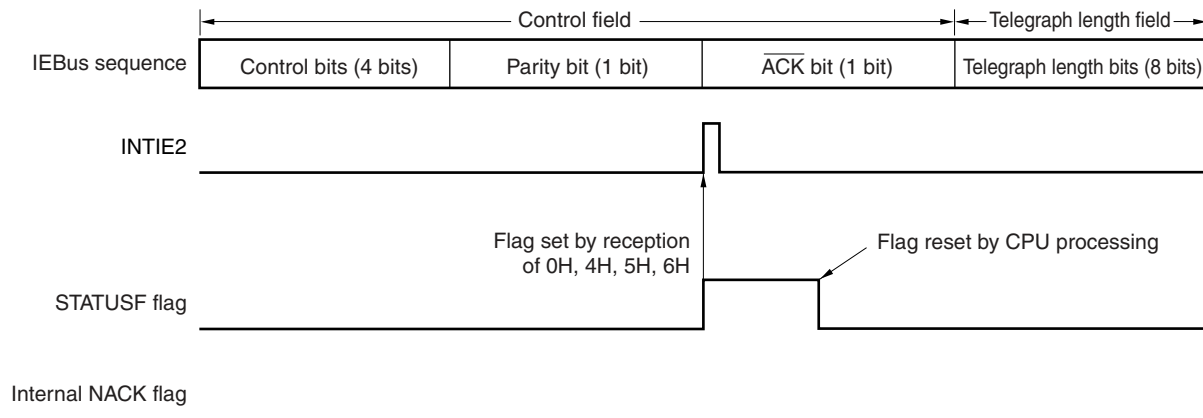 Control field
Telegraph length field
IEBus sequence
Control bits (4 bits)
Parity bit (1 bit)
ACK bit (1 bit)
Telegraph length bits (8 bits)
INTIE2
Flag set by reception
of 0H, 4H, 5H, 6H
Flag reset by CPU processing
STATUSF flag
Internal NACK flag